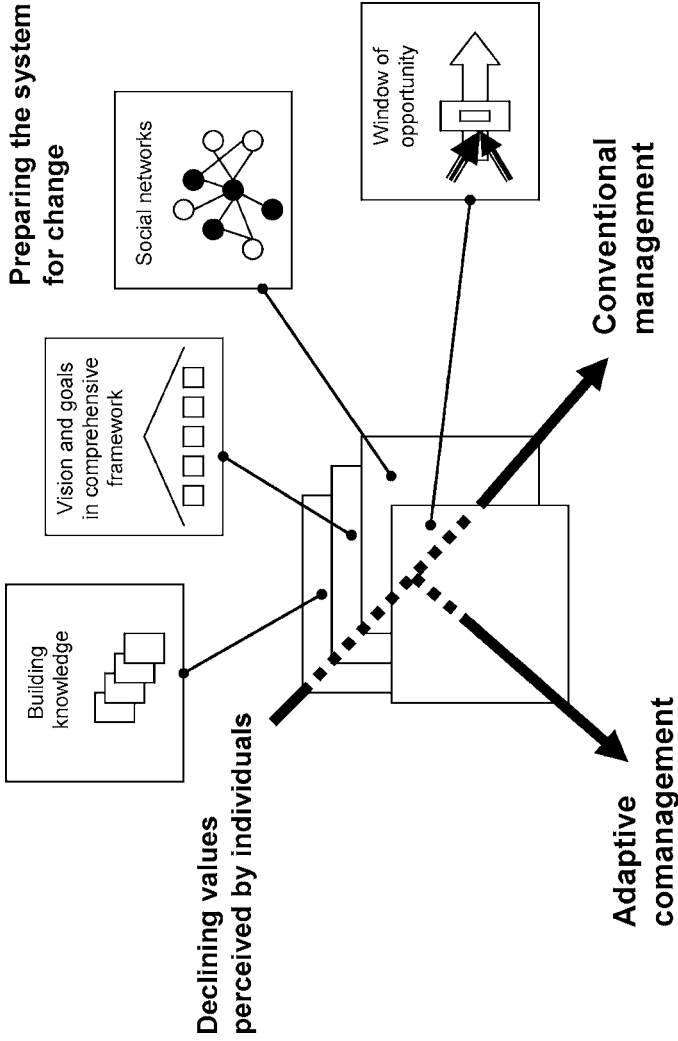 Preparing the system
for change
Building
knowledge
Vision and goals
in comprehensive
framework
Social networks
Window of
opportunity
Declining values
perceived by individuals
Adaptive
comanagement
Conventional
management